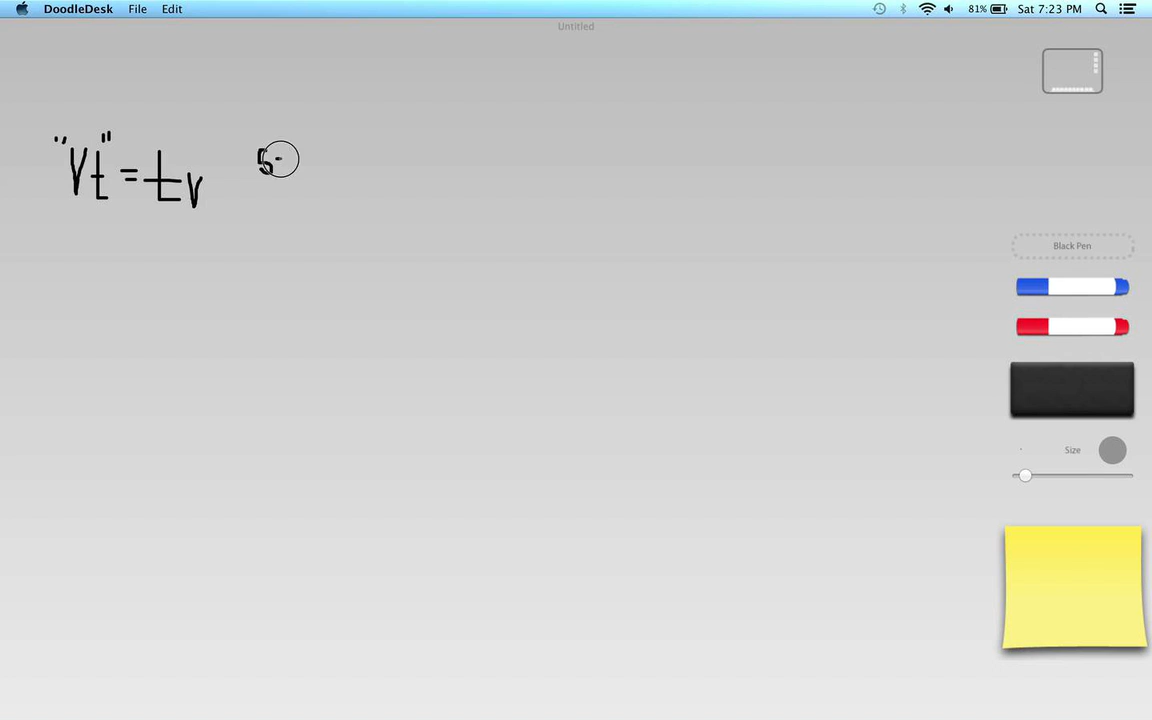 DoodleDesk File Edit 81% Sat 7:23 PM
Untitled
"Vt" = tv 5-
Black Pen
Size